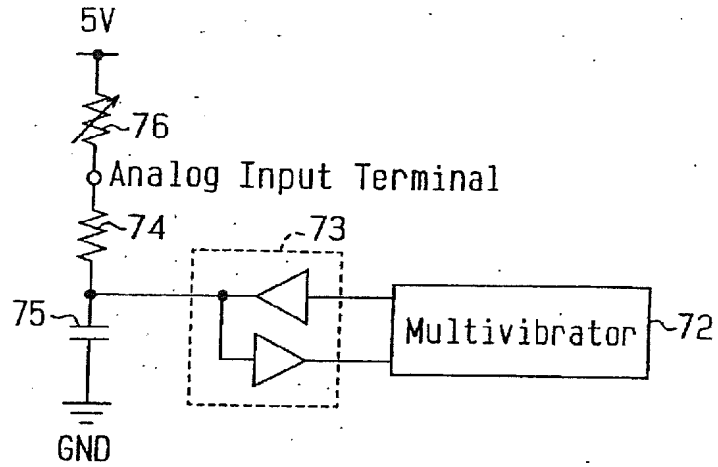 5V
76
Analog Input Terminal
74
73
75
Multivibrator
72
GND